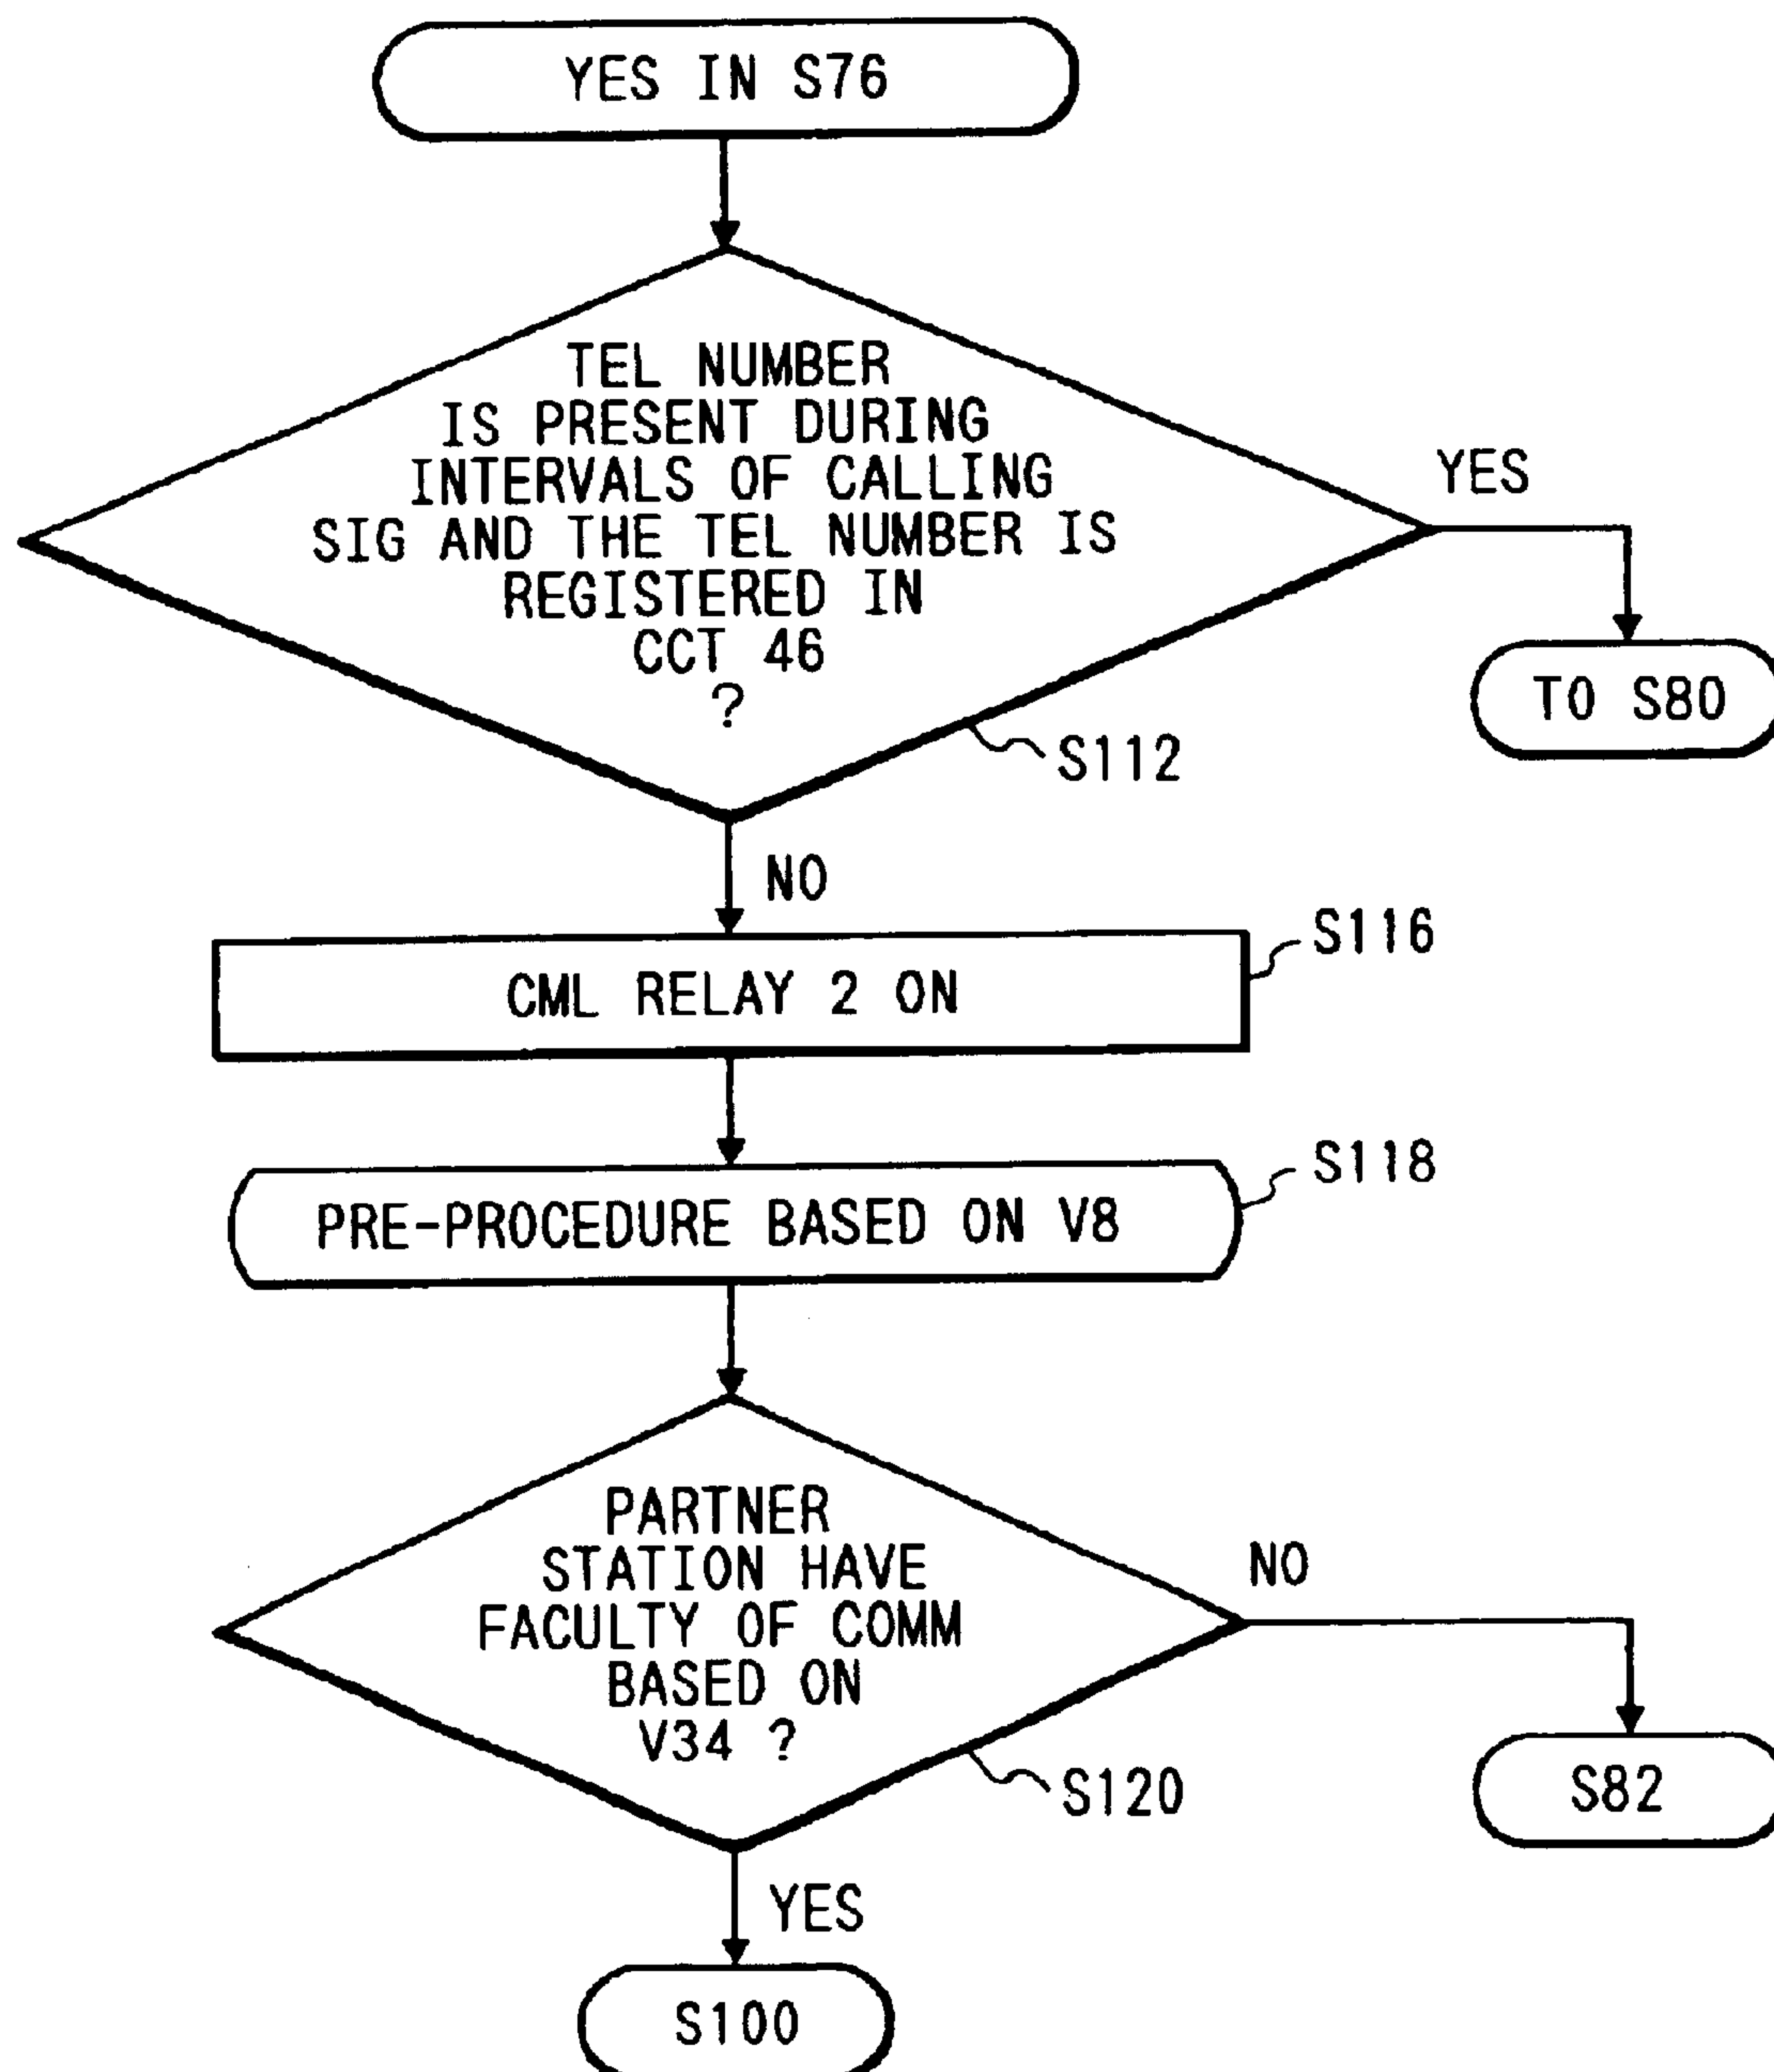 YES IN S76
TEL NUMBER
IS PRESENT DURING
INTERVALS OF CALLING
SIG AND THE TEL NUMBER IS
REGISTERED IN
CCT 46
?
YES
TO S80
S112
NO
S116
CML RELAY 2 ON
S118
PRE-PROCEDURE BASED ON V8
PARTNER
STATION HAVE
FACULTY OF COMM
BASED ON
V34 ?
NO
S82
S120
YES
S100